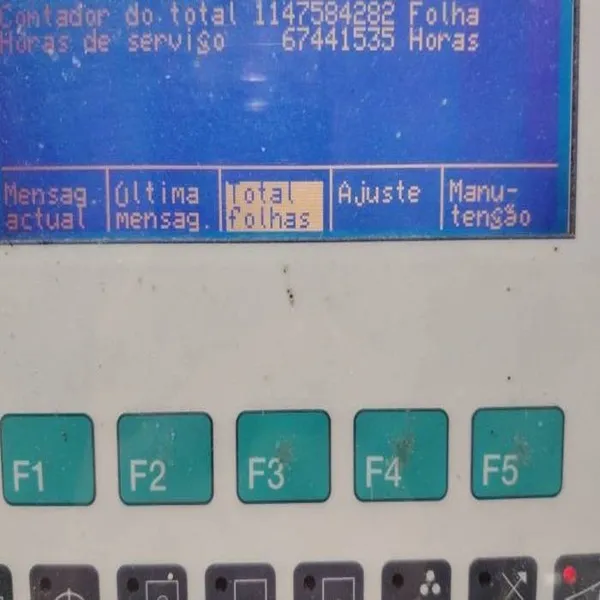 Contador do total 1147584282 Folha
Horas de serviço 67441535 Horas
Mensag. actual
Última mensag.
Total folhas
Ajuste
Manu-
tenção
F1 F2 F3 F4 F5